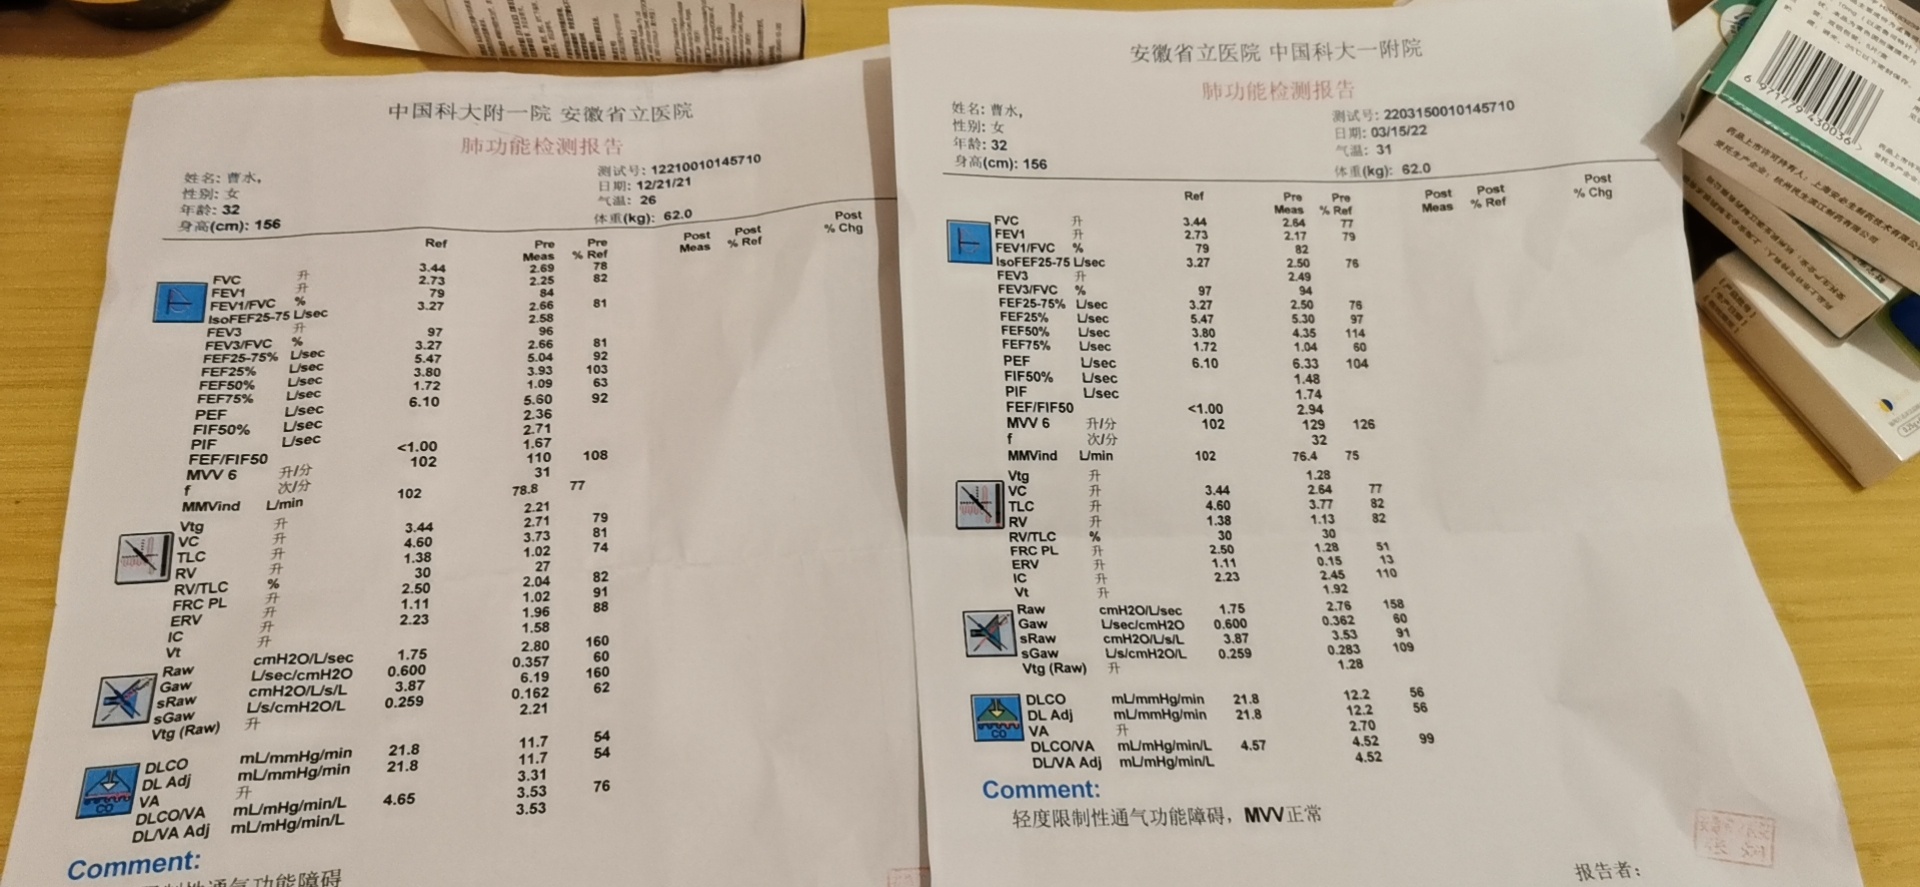 中国科大附一院 安徽省立医院
肺功能检测报告
姓名: 曹水,
性别: 女
年龄: 32
身高(cm): 156
测试号: 12210010145710
日期: 12/21/21
气温: 26
体重(kg): 62.0
Ref Pre Meas Pre % Ref Post Meas Post % Ref Post % Chg
FVC 升 3.44 2.69 78
FEV1 升 2.73 2.25 82
FEV1/FVC % 79 84
IsoFEF25-75 L/sec 3.27 2.66 81
FEV3 升 2.58
FEV3/FVC % 97 96
FEF25-75% L/sec 3.27 2.66 81
FEF25% L/sec 5.47 5.04 92
FEF50% L/sec 3.80 3.93 103
FEF75% L/sec 1.72 1.09 63
PEF L/sec 6.10 5.60 92
FIF50% L/sec 2.36
PIF L/sec 2.71
FEF/FIF50 <1.00 1.67
MVV 6 升/分 102 110 108
f 次/分 31
MMVind L/min 102 78.8 77
Vtg 升 2.21
VC 升 3.44 2.71 79
TLC 升 4.60 3.73 81
RV 升 1.38 1.02 74
RV/TLC % 30 27
FRC PL 升 2.50 2.04 82
ERV 升 1.11 1.02 91
IC 升 2.23 1.96 88
Vt 升 1.58
Raw cmH2O/L/sec 1.75 2.80 160
Gaw L/sec/cmH2O 0.600 0.357 60
sRaw cmH2O/L/s/L 3.87 6.19 160
sGaw L/s/cmH2O/L 0.259 0.162 62
Vtg (Raw) 升 2.21
DLCO mL/mmHg/min 21.8 11.7 54
DL Adj mL/mmHg/min 21.8 11.7 54
VA 升 3.31
DLCO/VA mL/mHg/min/L 4.65 3.53 76
DL/VA Adj mL/mHg/min/L 3.53
Comment:
限制性通气功能障碍
安徽省立医院 中国科大一附院
肺功能检测报告
姓名: 曹水,
性别: 女
年龄: 32
身高(cm): 156
测试号: 2203150010145710
日期: 03/15/22
气温: 31
体重(kg): 62.0
Ref Pre Meas Pre % Ref Post Meas Post % Ref Post % Chg
FVC 升 3.44 2.64 77
FEV1 升 2.73 2.17 79
FEV1/FVC % 79 82
IsoFEF25-75 L/sec 3.27 2.50 76
FEV3 升 2.49
FEV3/FVC % 97 94
FEF25-75% L/sec 3.27 2.50 76
FEF25% L/sec 5.47 5.30 97
FEF50% L/sec 3.80 4.35 114
FEF75% L/sec 1.72 1.04 60
PEF L/sec 6.10 6.33 104
FIF50% L/sec 1.48
PIF L/sec 1.74
FEF/FIF50 <1.00 2.94
MVV 6 升/分 102 129 126
f 次/分 32
MMVind L/min 102 76.4 75
Vtg 升 1.28
VC 升 3.44 2.64 77
TLC 升 4.60 3.77 82
RV 升 1.38 1.13 82
RV/TLC % 30 30
FRC PL 升 2.50 1.28 51
ERV 升 1.11 0.15 13
IC 升 2.23 2.45 110
Vt 升 1.92
Raw cmH2O/L/sec 1.75 2.76 158
Gaw L/sec/cmH2O 0.600 0.362 60
sRaw cmH2O/L/s/L 3.87 3.53 91
sGaw L/s/cmH2O/L 0.259 0.283 109
Vtg (Raw) 升 1.28
DLCO mL/mmHg/min 21.8 12.2 56
DL Adj mL/mmHg/min 21.8 12.2 56
VA 升 2.70
DLCO/VA mL/mHg/min/L 4.57 4.52 99
DL/VA Adj mL/mHg/min/L 4.52
Comment:
轻度限制性通气功能障碍，MVV正常
报告者:
6 971779 430036